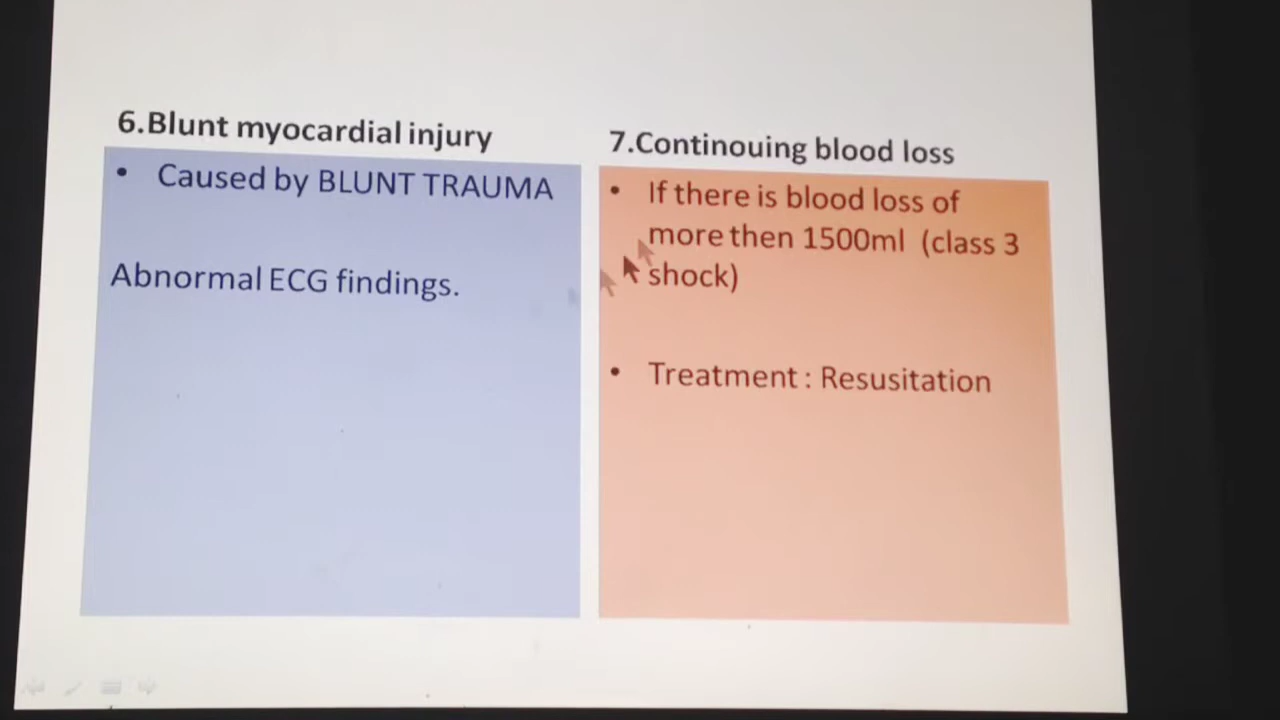 6.Blunt myocardial injury
• Caused by BLUNT TRAUMA
Abnormal ECG findings.
7.Continouing blood loss
• If there is blood loss of
more then 1500ml (class 3
shock)
• Treatment : Resusitation